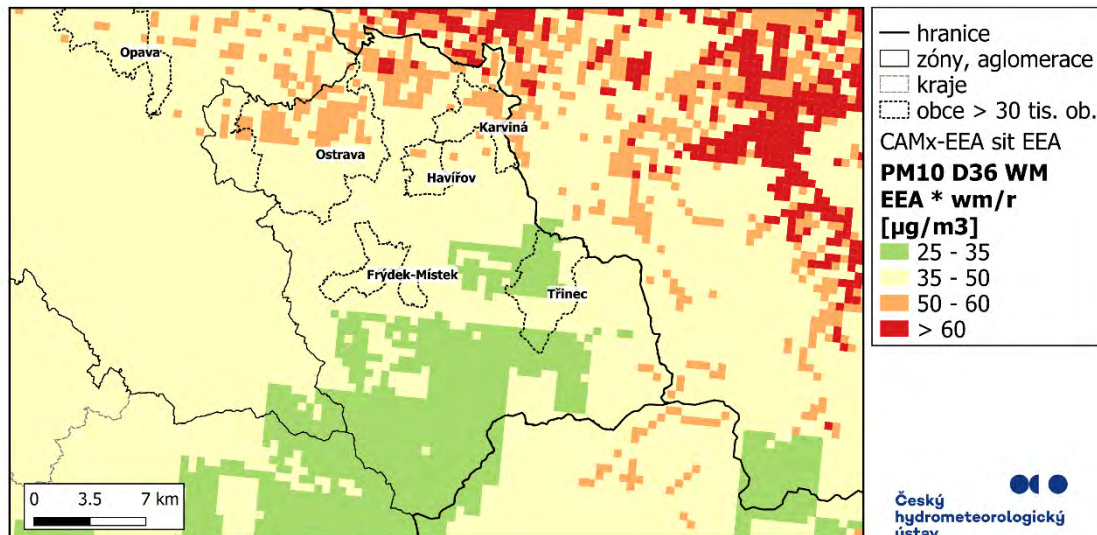 Opava
Ostrava
Karviná
Havířov
Frýdek-Místek
Třinec
0 3.5 7 km
hranice
zóny, aglomerace
kraje
obce > 30 tis. ob.
CAMx-EEA sit EEA
PM10 D36 WM
EEA * wm/r
[µg/m3]
25 - 35
35 - 50
50 - 60
> 60
Český
hydrometeorologický
ústav